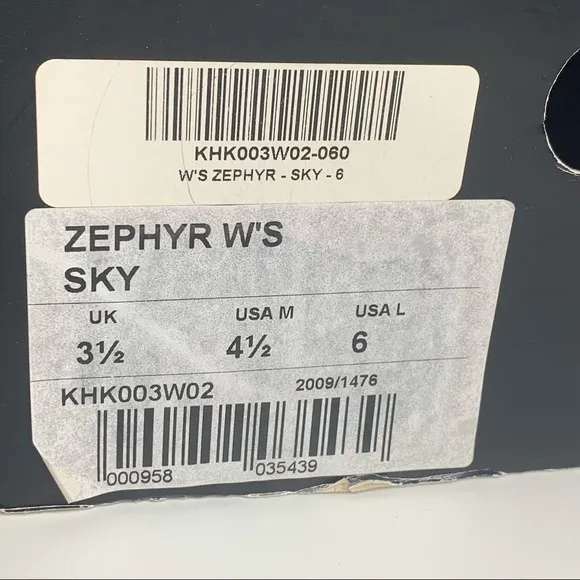 KHK003W02-060
W'S ZEPHYR - SKY - 6
ZEPHYR W'S
SKY
UK USA M USA L
3½ 4½ 6
KHK003W02 2009/1476
000958 035439